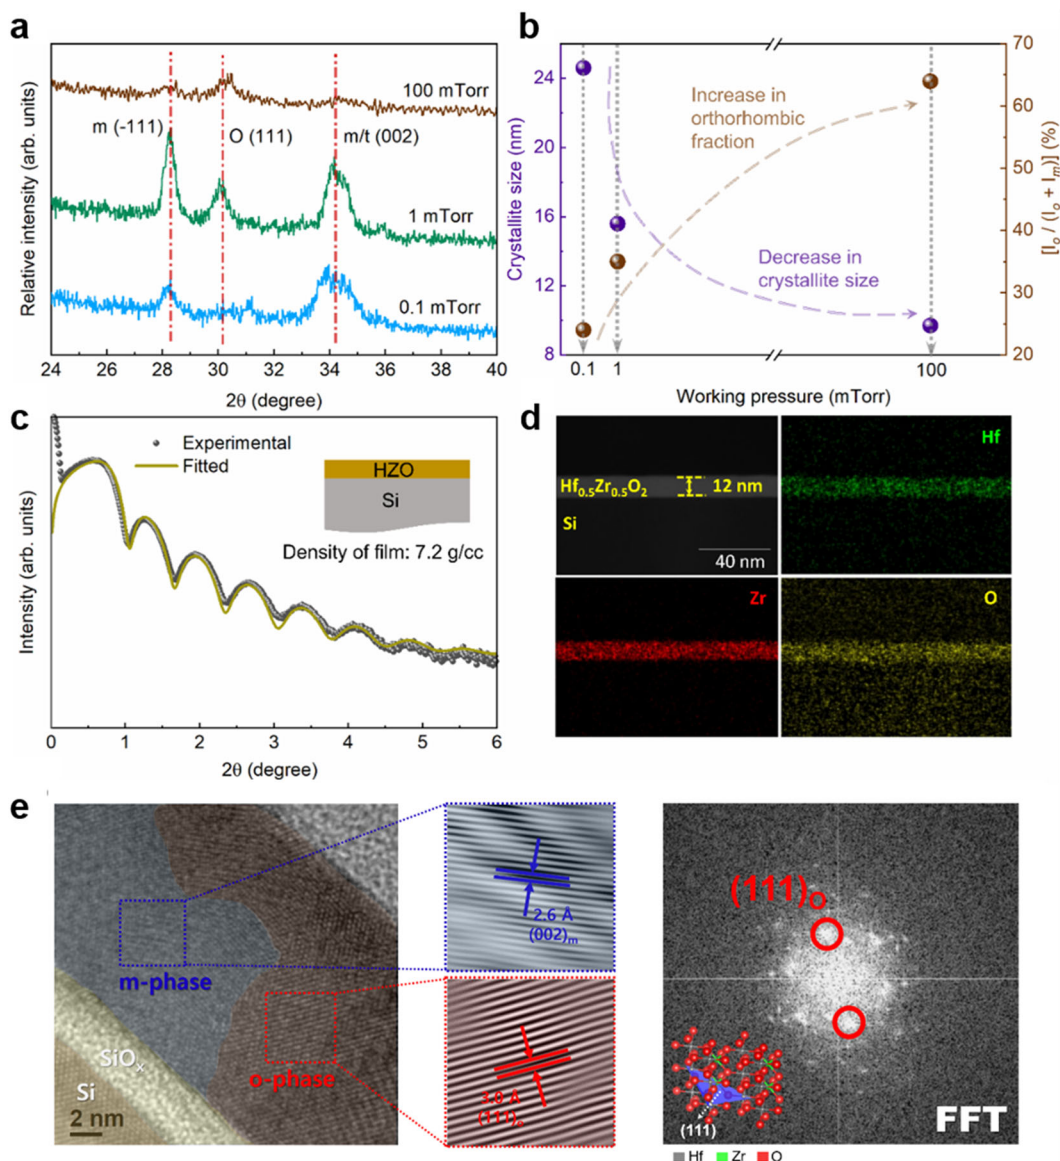 a
Relative intensity (arb. units)
100 mTorr
m (-111)
O (111)
m/t (002)
1 mTorr
0.1 mTorr
24 26 28 30 32 34 36 38 40
2θ (degree)
b
Crystallite size (nm)
24
20
16
12
8
Increase in
orthorhombic
fraction
Decrease in
crystallite size
70
60
50
40
30
20
[I_o / (I_o + I_m)] (%)
0.1 1 100
Working pressure (mTorr)
c
Intensity (arb. units)
Experimental
Fitted
HZO
Si
Density of film: 7.2 g/cc
0 1 2 3 4 5 6
2θ (degree)
d
Hf0.5Zr0.5O2
12 nm
Si
40 nm
Hf
Zr
O
e
m-phase
SiOx
Si
2 nm
o-phase
2.6 Å
(002)m
3.0 Å
(111)o
(111)O
(111)
FFT
Hf Zr O